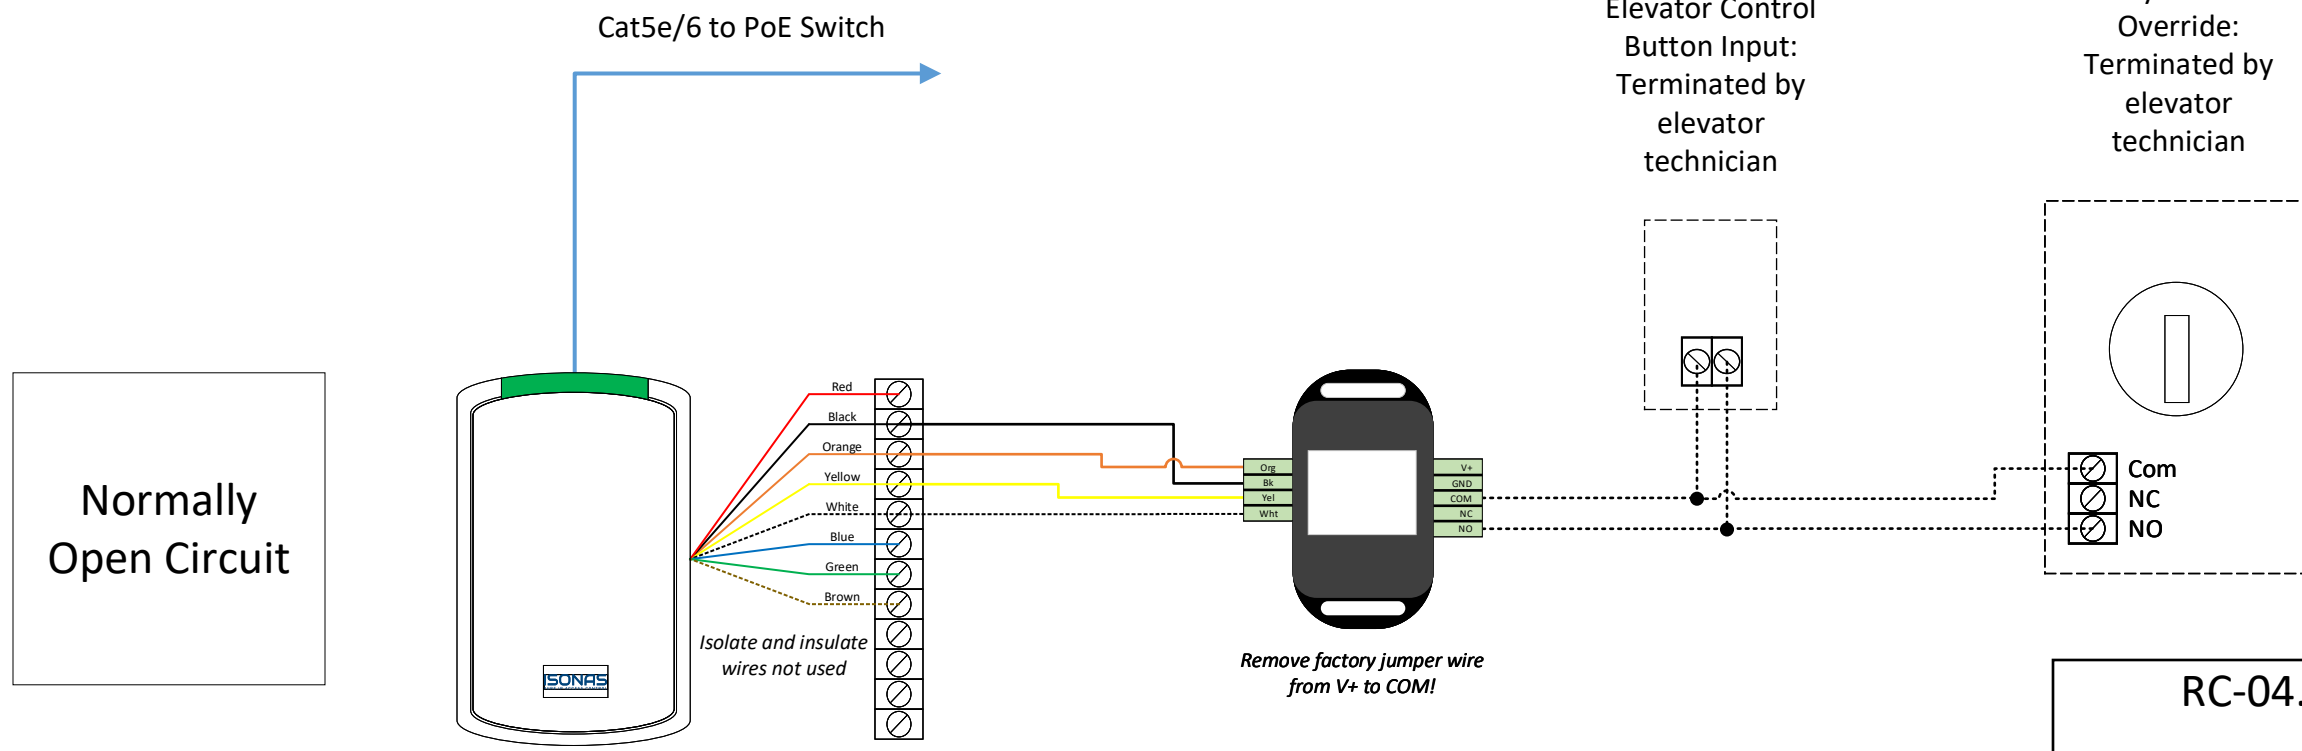 Cat5e/6 to PoE Switch
Elevator Control
Button Input:
Terminated by
elevator
technician
Override:
Terminated by
elevator
technician
Normally
Open Circuit
Red
Black
Orange
Yellow
White
Blue
Green
Brown
Isolate and insulate
wires not used
ISONAS
Org
Bk
Yel
Wht
V+
GND
COM
NC
NO
Remove factory jumper wire
from V+ to COM!
Com
NC
NO
RC-04.